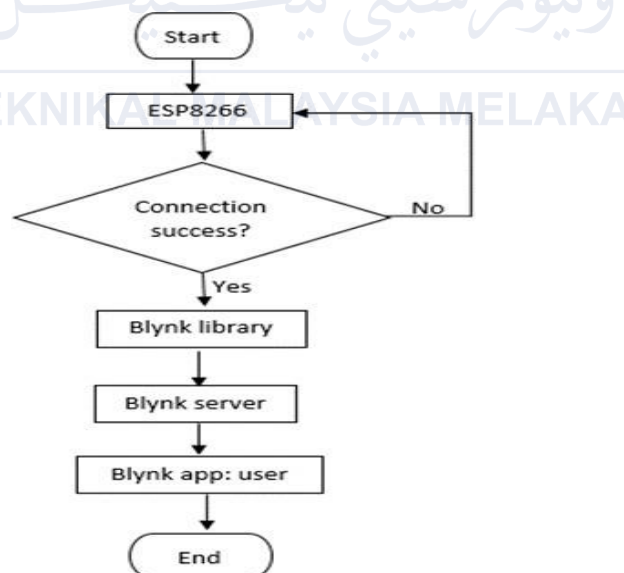 Start
TEKNIKAL MALAYSIA MELAKA
ESP8266
Connection
success?
No
Yes
Blynk library
Blynk server
Blynk app: user
End